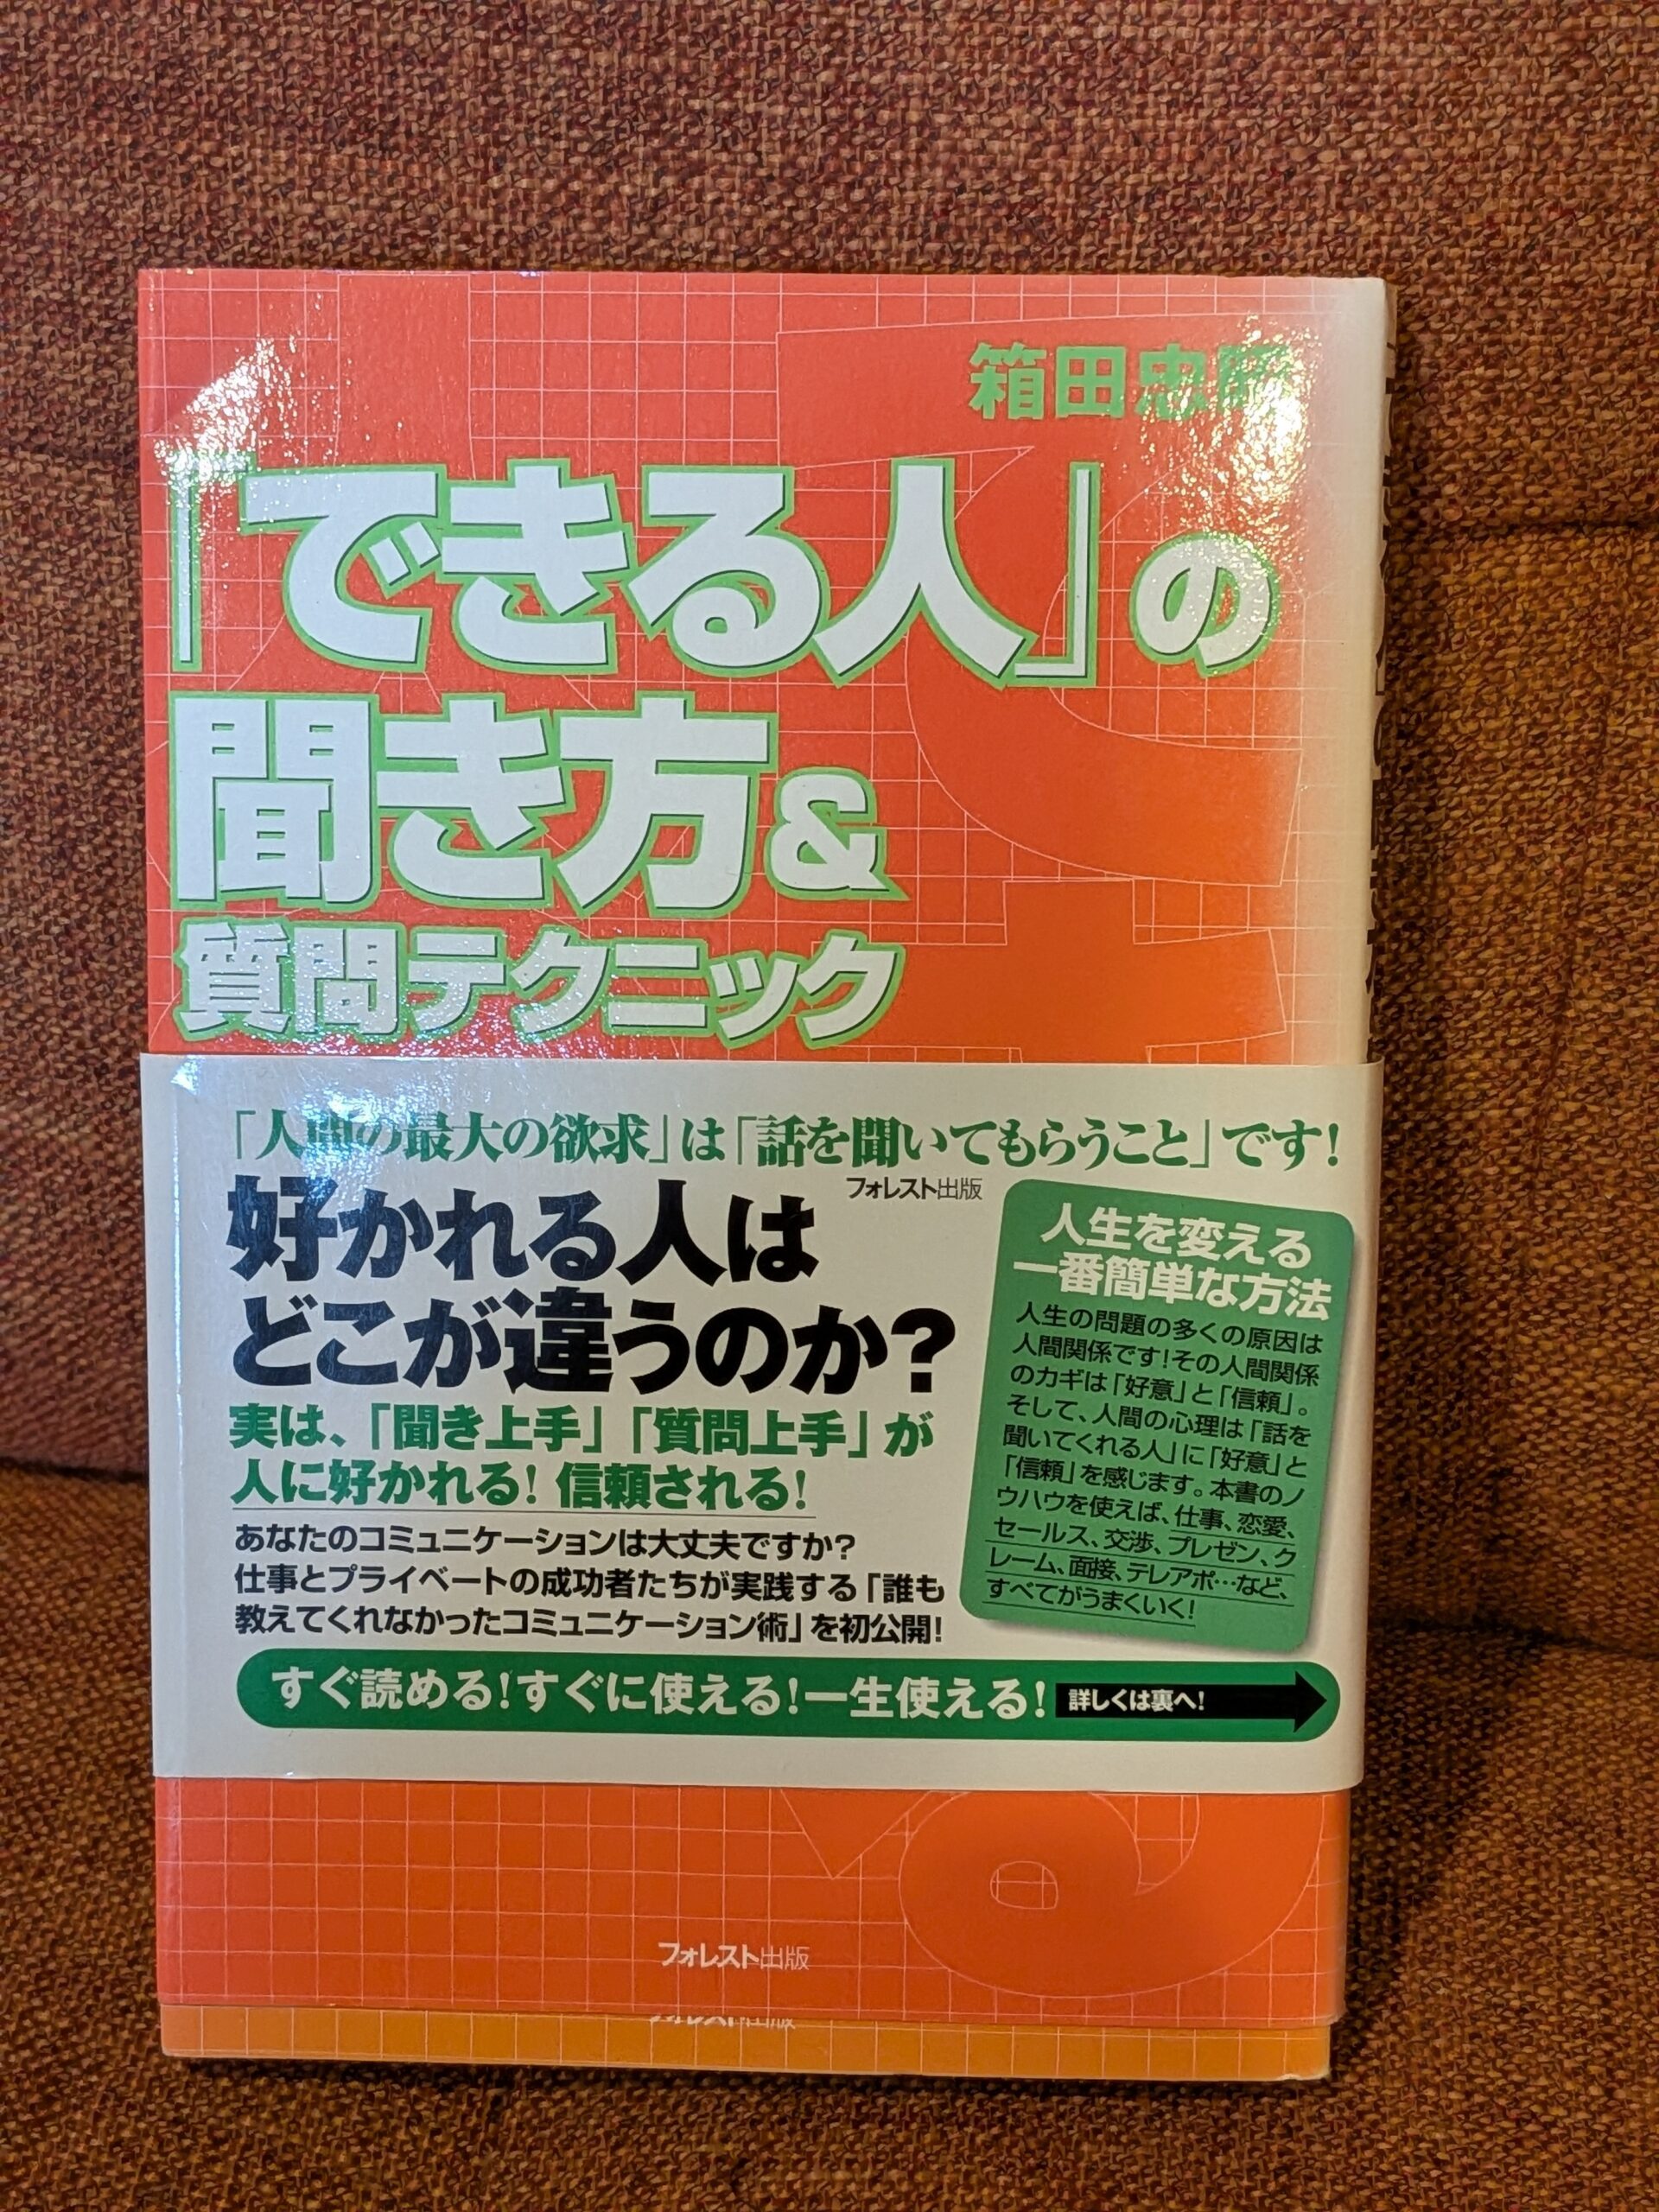 箱田忠昭
「できる人」の
聞き方&
質問テクニック
「人間の最大の欲求」は「話を聞いてもらうこと」です!
フォレスト出版
好かれる人は
どこが違うのか?
実は、「聞き上手」「質問上手」が
人に好かれる! 信頼される!
あなたのコミュニケーションは大丈夫ですか?
仕事とプライベートの成功者たちが実践する「誰も
教えてくれなかったコミュニケーション術」を初公開!
人生を変える
一番簡単な方法
人生の問題の多くの原因は
人間関係です!その人間関係
のカギは「好意」と「信頼」。
そして、人間の心理は「話を
聞いてくれる人」に「好意」と
「信頼」を感じます。本書のノ
ウハウを使えば、仕事、恋愛、
セールス、交渉、プレゼン、ク
レーム、面接、テレアポ…など、
すべてがうまくいく!
すぐ読める!すぐに使える!一生使える!
詳しくは裏へ!
フォレスト出版
フォレスト出版